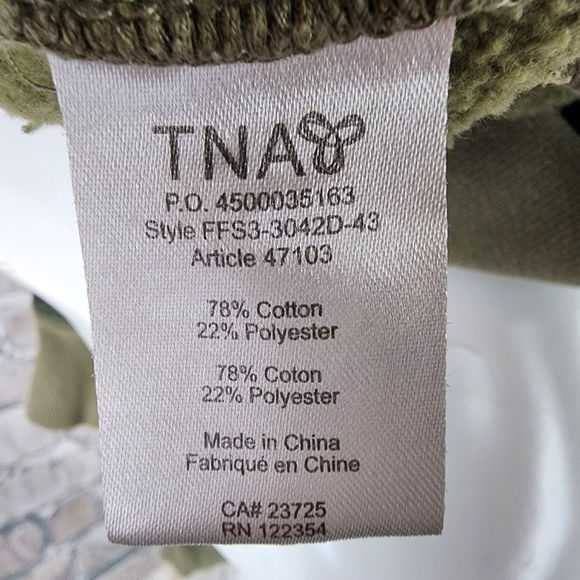 TNA
P.O. 4500035163
Style FFS3-3042D-43
Article 47103
78% Cotton
22% Polyester
78% Coton
22% Polyester
Made in China
Fabriqué en Chine
CA# 23725
RN 122354